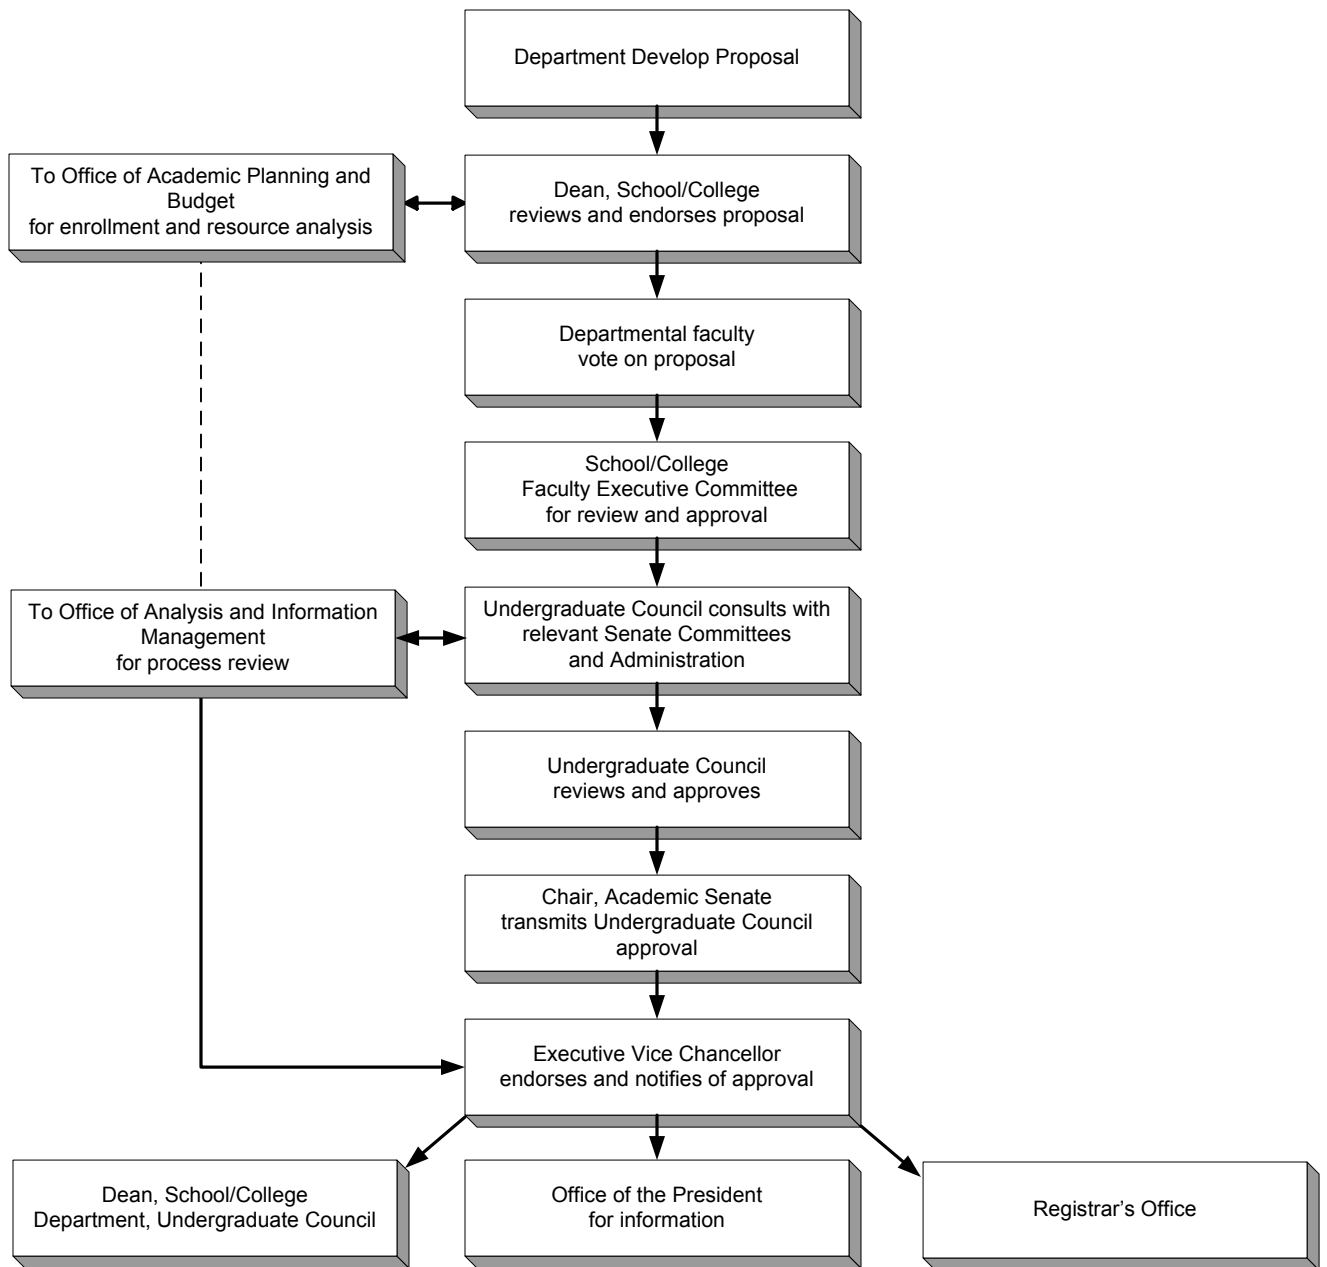 Department Develop Proposal
To Office of Academic Planning and
Budget
for enrollment and resource analysis
Dean, School/College
reviews and endorses proposal
Departmental faculty
vote on proposal
School/College
Faculty Executive Committee
for review and approval
To Office of Analysis and Information
Management
for process review
Undergraduate Council consults with
relevant Senate Committees
and Administration
Undergraduate Council
reviews and approves
Chair, Academic Senate
transmits Undergraduate Council
approval
Executive Vice Chancellor
endorses and notifies of approval
Dean, School/College
Department, Undergraduate Council
Office of the President
for information
Registrar’s Office